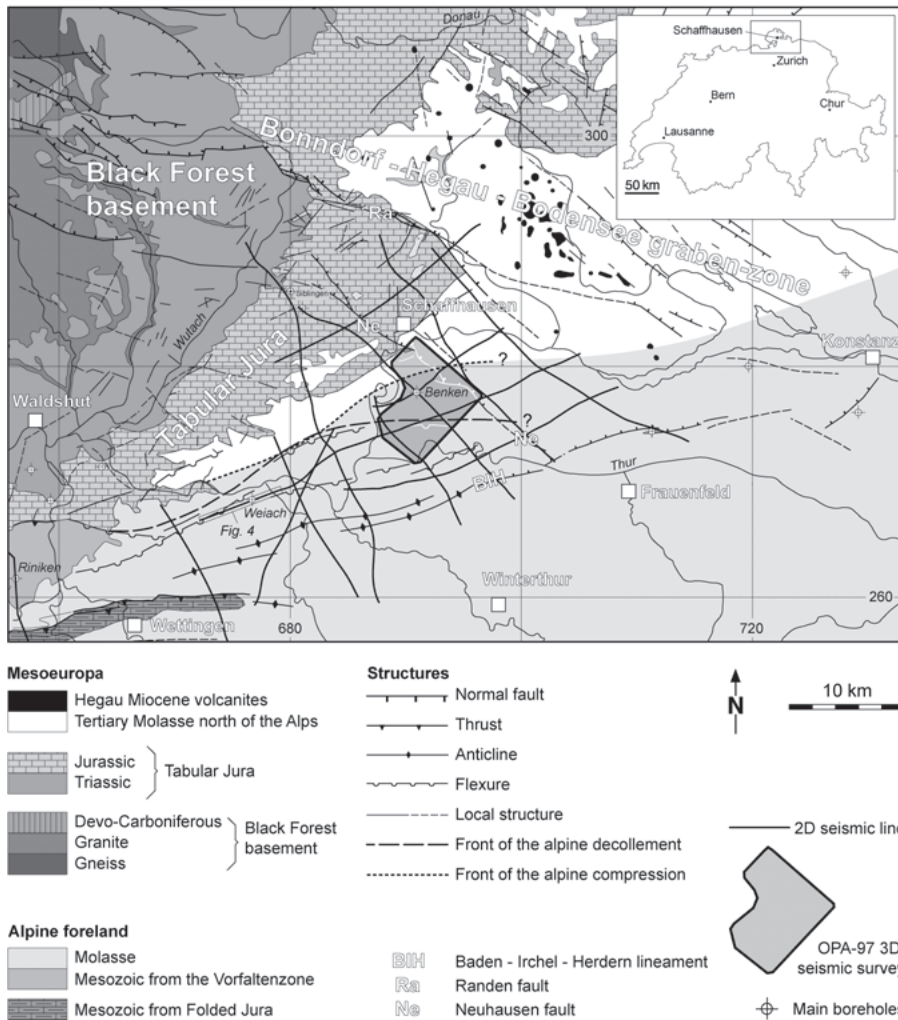 Donau
Schaffhausen
Zurich
Bern
Chur
Lausanne
50 km
300
Bonndorf - Hegau - Bodensee graben-zone
Black Forest
basement
Ra
Siblingen
Schaffhausen
Ne
Wutach
Konstanz
?
Benken
Waldshut
Tabular Jura
?
Ne
Thur
BIH
Frauenfeld
Weiach
Fig. 4
Riniken
Winterthur
260
Wettingen
680
720
Mesoeuropa
Hegau Miocene volcanites
Tertiary Molasse north of the Alps
Jurassic
Triassic
Tabular Jura
Devo-Carboniferous
Granite
Gneiss
Black Forest
basement
Alpine foreland
Molasse
Mesozoic from the Vorfaltenzone
Mesozoic from Folded Jura
Structures
Normal fault
Thrust
Anticline
Flexure
Local structure
Front of the alpine decollement
Front of the alpine compression
BIH Baden - Irchel - Herdern lineament
Ra Randen fault
Ne Neuhausen fault
N
10 km
2D seismic line
OPA-97 3D
seismic survey
Main boreholes